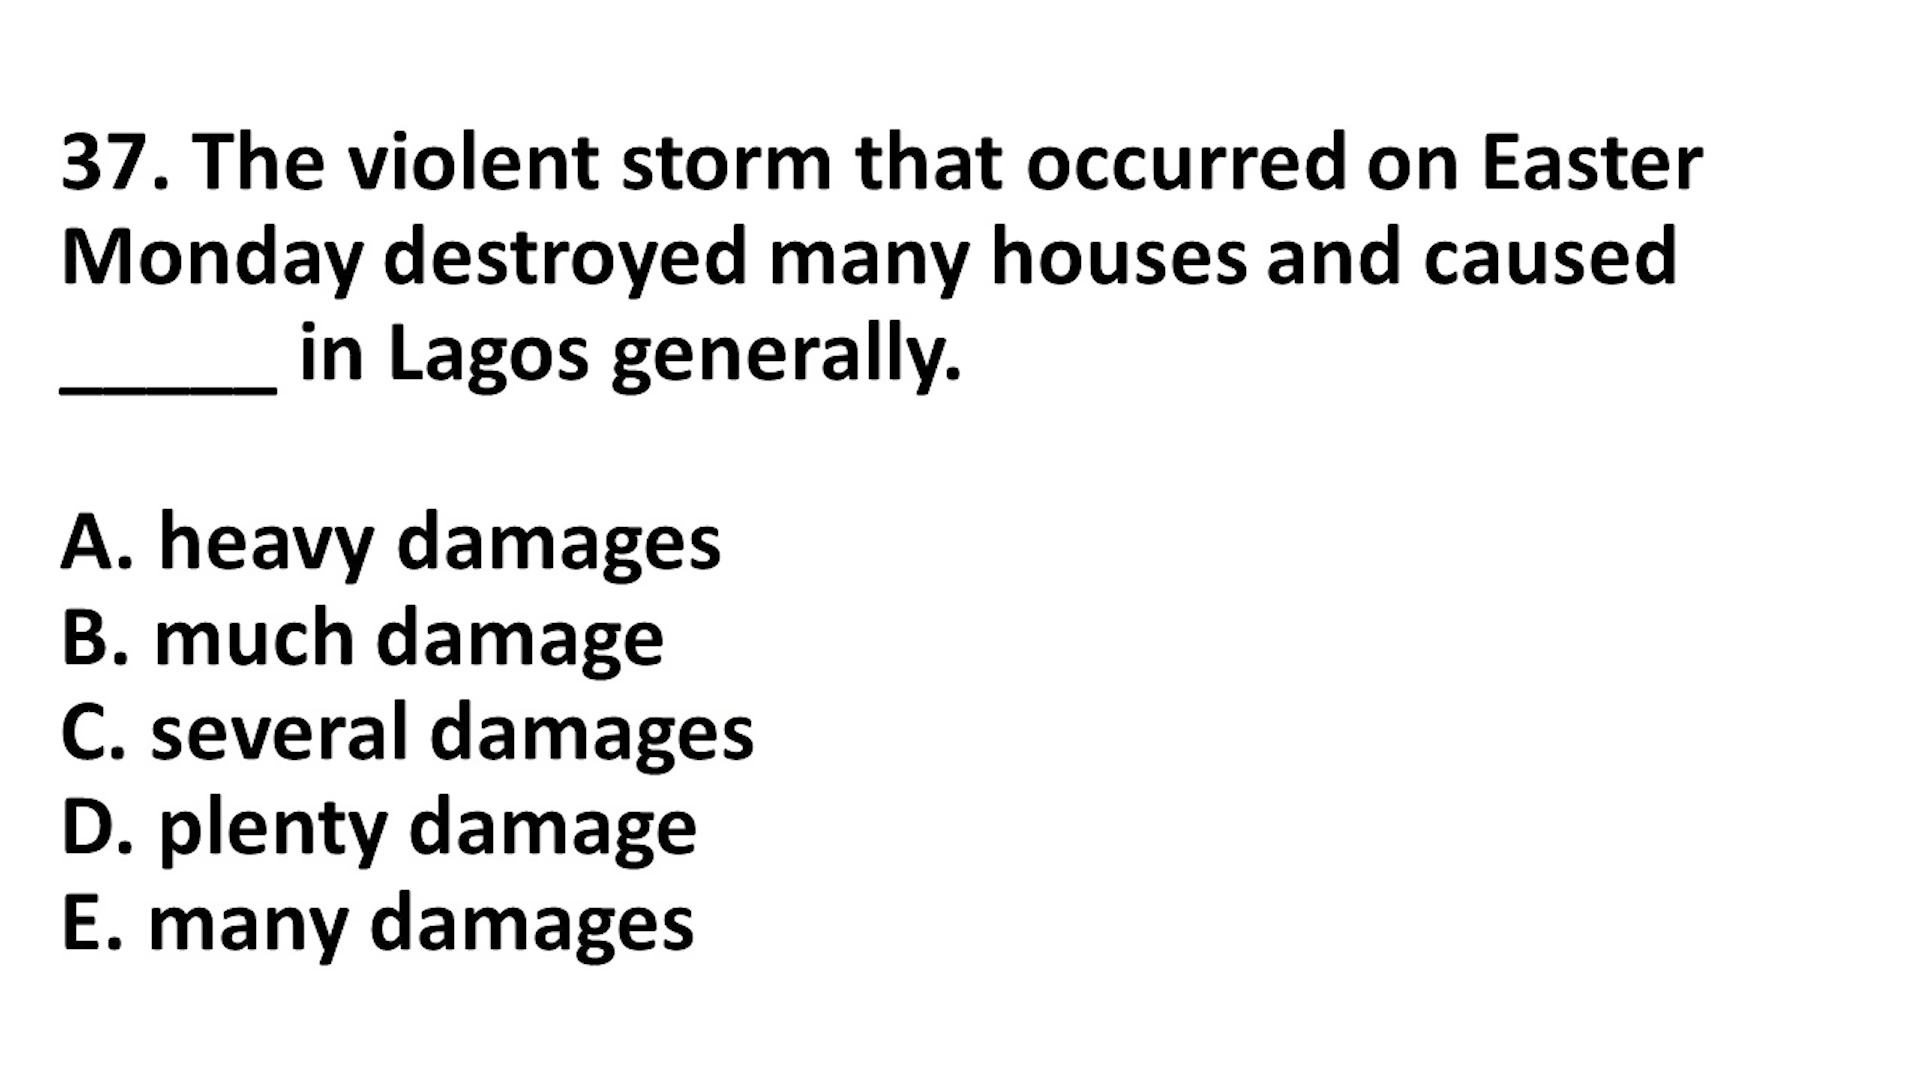 37. The violent storm that occurred on Easter
Monday destroyed many houses and caused
_____ in Lagos generally.
A. heavy damages
B. much damage
C. several damages
D. plenty damage
E. many damages